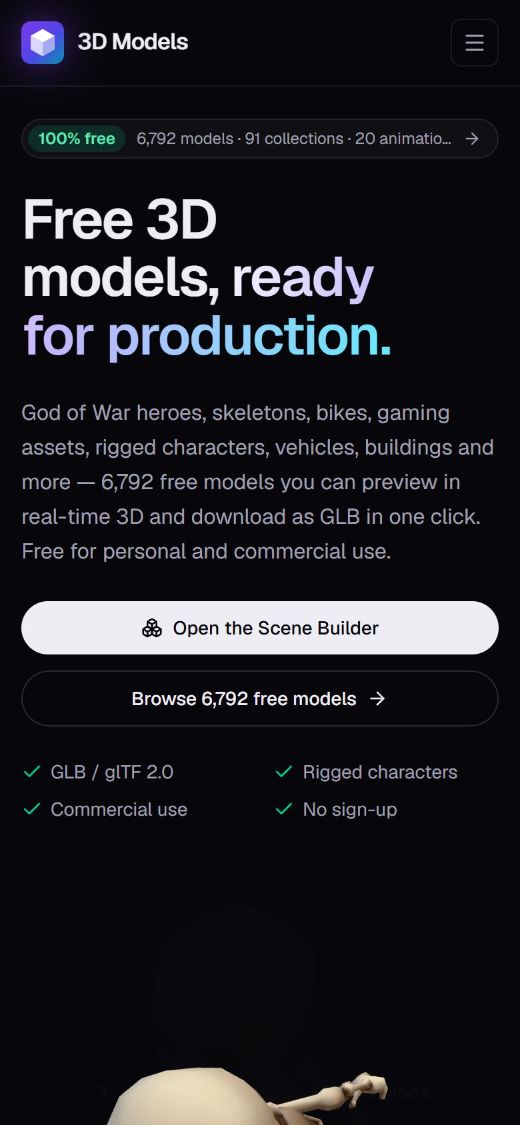 3D Models
100% free 6,792 models · 91 collections · 20 animatio...
Free 3D
models, ready
for production.
God of War heroes, skeletons, bikes, gaming
assets, rigged characters, vehicles, buildings and
more — 6,792 free models you can preview in
real-time 3D and download as GLB in one click.
Free for personal and commercial use.
Open the Scene Builder
Browse 6,792 free models
GLB / glTF 2.0
Rigged characters
Commercial use
No sign-up
100%